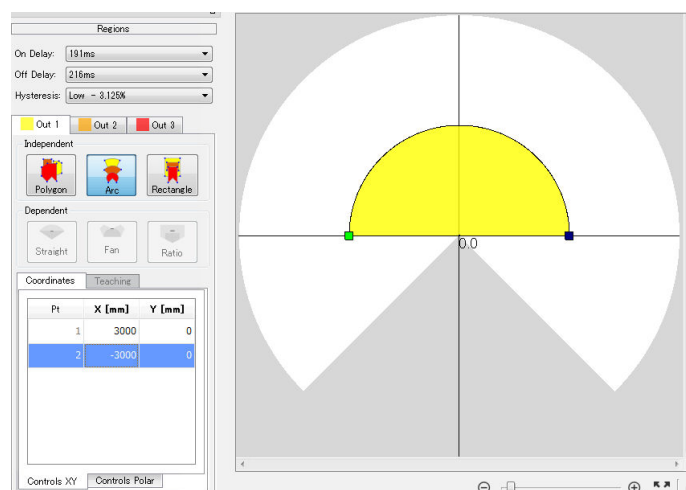 Regions
On Delay: 191ms
Off Delay: 216ms
Hysteresis: Low - 3.125%
Out 1 Out 2 Out 3
Independent
Polygon Arc Rectangle
Dependent
Straight Fan Ratio
Coordinates Teaching
Pt X [mm] Y [mm]
1 3000 0
2 -3000 0
Controls XY Controls Polar
0.0